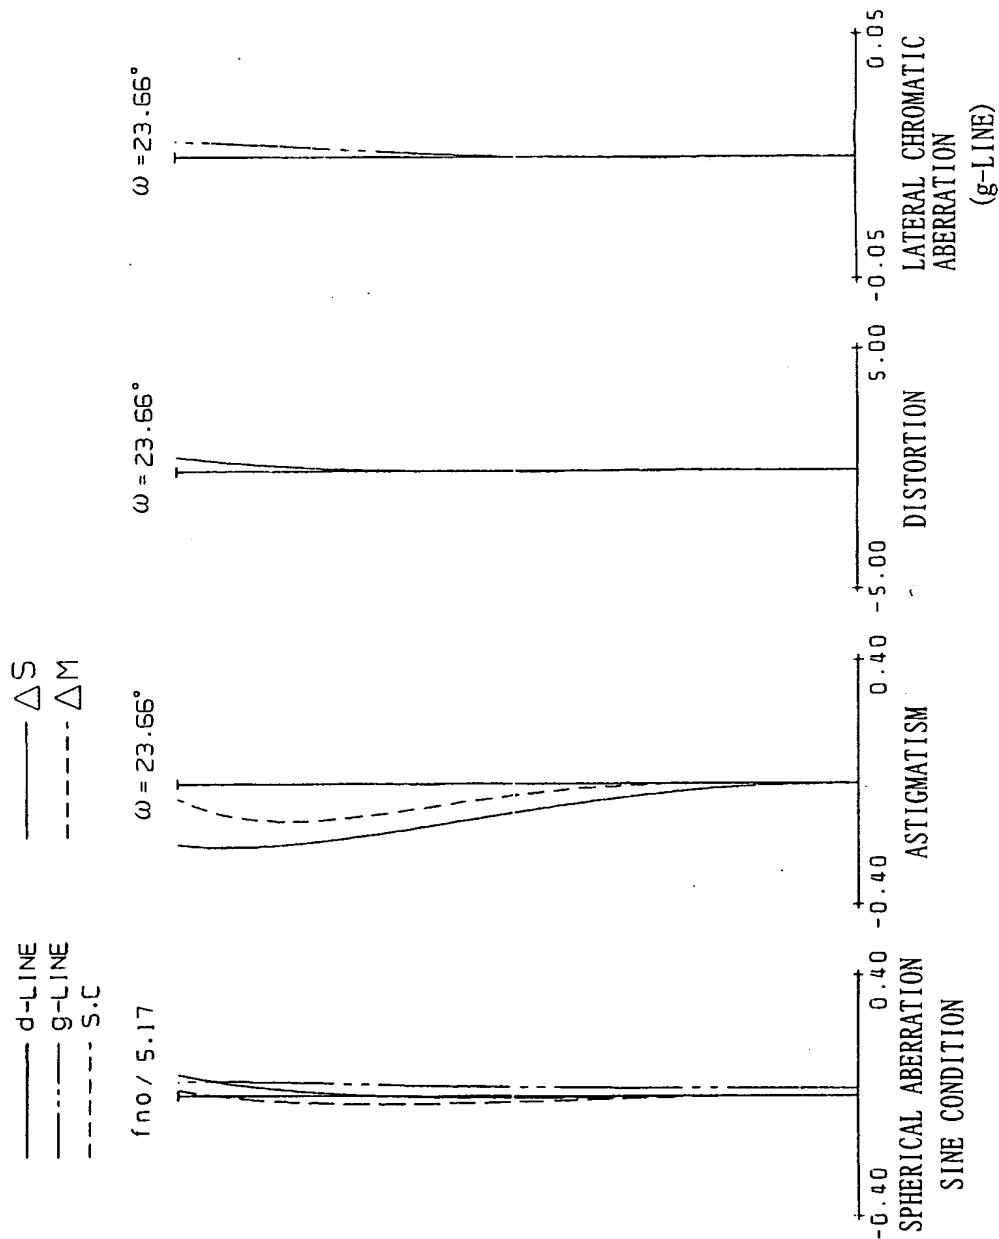 d-LINE
g-LINE
S.C
fno/5.17
-0.40
0.40
SPHERICAL ABERRATION
SINE CONDITION
ΔS
ΔM
ω=23.66°
-0.40
0.40
ASTIGMATISM
ω=23.66°
-5.00
5.00
DISTORTION
ω=23.66°
-0.05
0.05
LATERAL CHROMATIC
ABERRATION
(g-LINE)